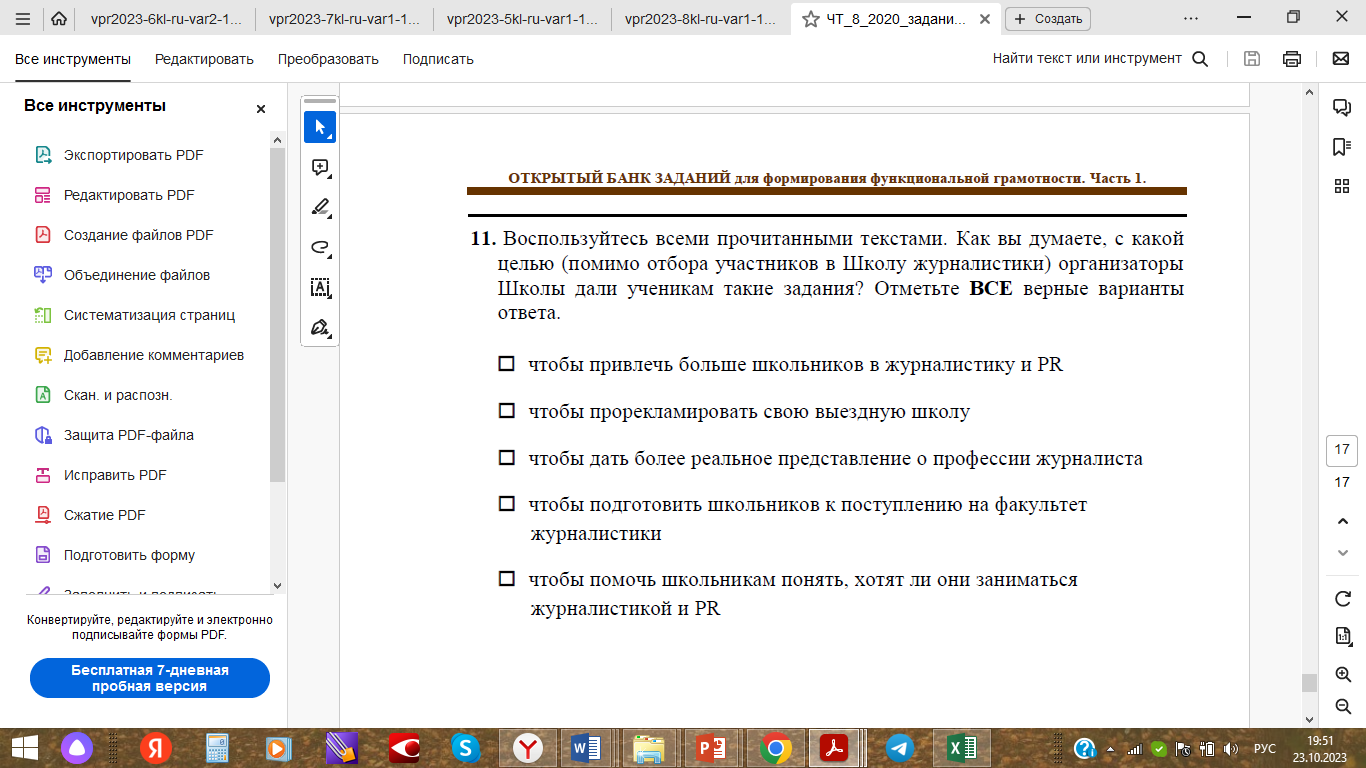 vpr2023-6kl-ru-var2-1...
vpr2023-7kl-ru-var1-1...
vpr2023-5kl-ru-var1-1...
vpr2023-8kl-ru-var1-1...
ЧТ_8_2020_задани...
Создать
Все инструменты
Редактировать
Преобразовать
Подписать
Найти текст или инструмент
Все инструменты
Экспортировать PDF
Редактировать PDF
Создание файлов PDF
Объединение файлов
Систематизация страниц
Добавление комментариев
Скан. и распозн.
Защита PDF-файла
Исправить PDF
Сжатие PDF
Подготовить форму
Заполнить и подписать
Конвертируйте, редактируйте и электронно
подписывайте формы PDF.
Бесплатная 7-дневная
пробная версия
ОТКРЫТЫЙ БАНК ЗАДАНИЙ для формирования функциональной грамотности. Часть 1.
11. Воспользуйтесь всеми прочитанными текстами. Как вы думаете, с какой
целью (помимо отбора участников в Школу журналистики) организаторы
Школы дали ученикам такие задания? Отметьте ВСЕ верные варианты
ответа.
чтобы привлечь больше школьников в журналистику и PR
чтобы прорекламировать свою выездную школу
чтобы дать более реальное представление о профессии журналиста
чтобы подготовить школьников к поступлению на факультет
журналистики
чтобы помочь школьникам понять, хотят ли они заниматься
журналистикой и PR
17
17
1:1
РУС
19:51
23.10.2023